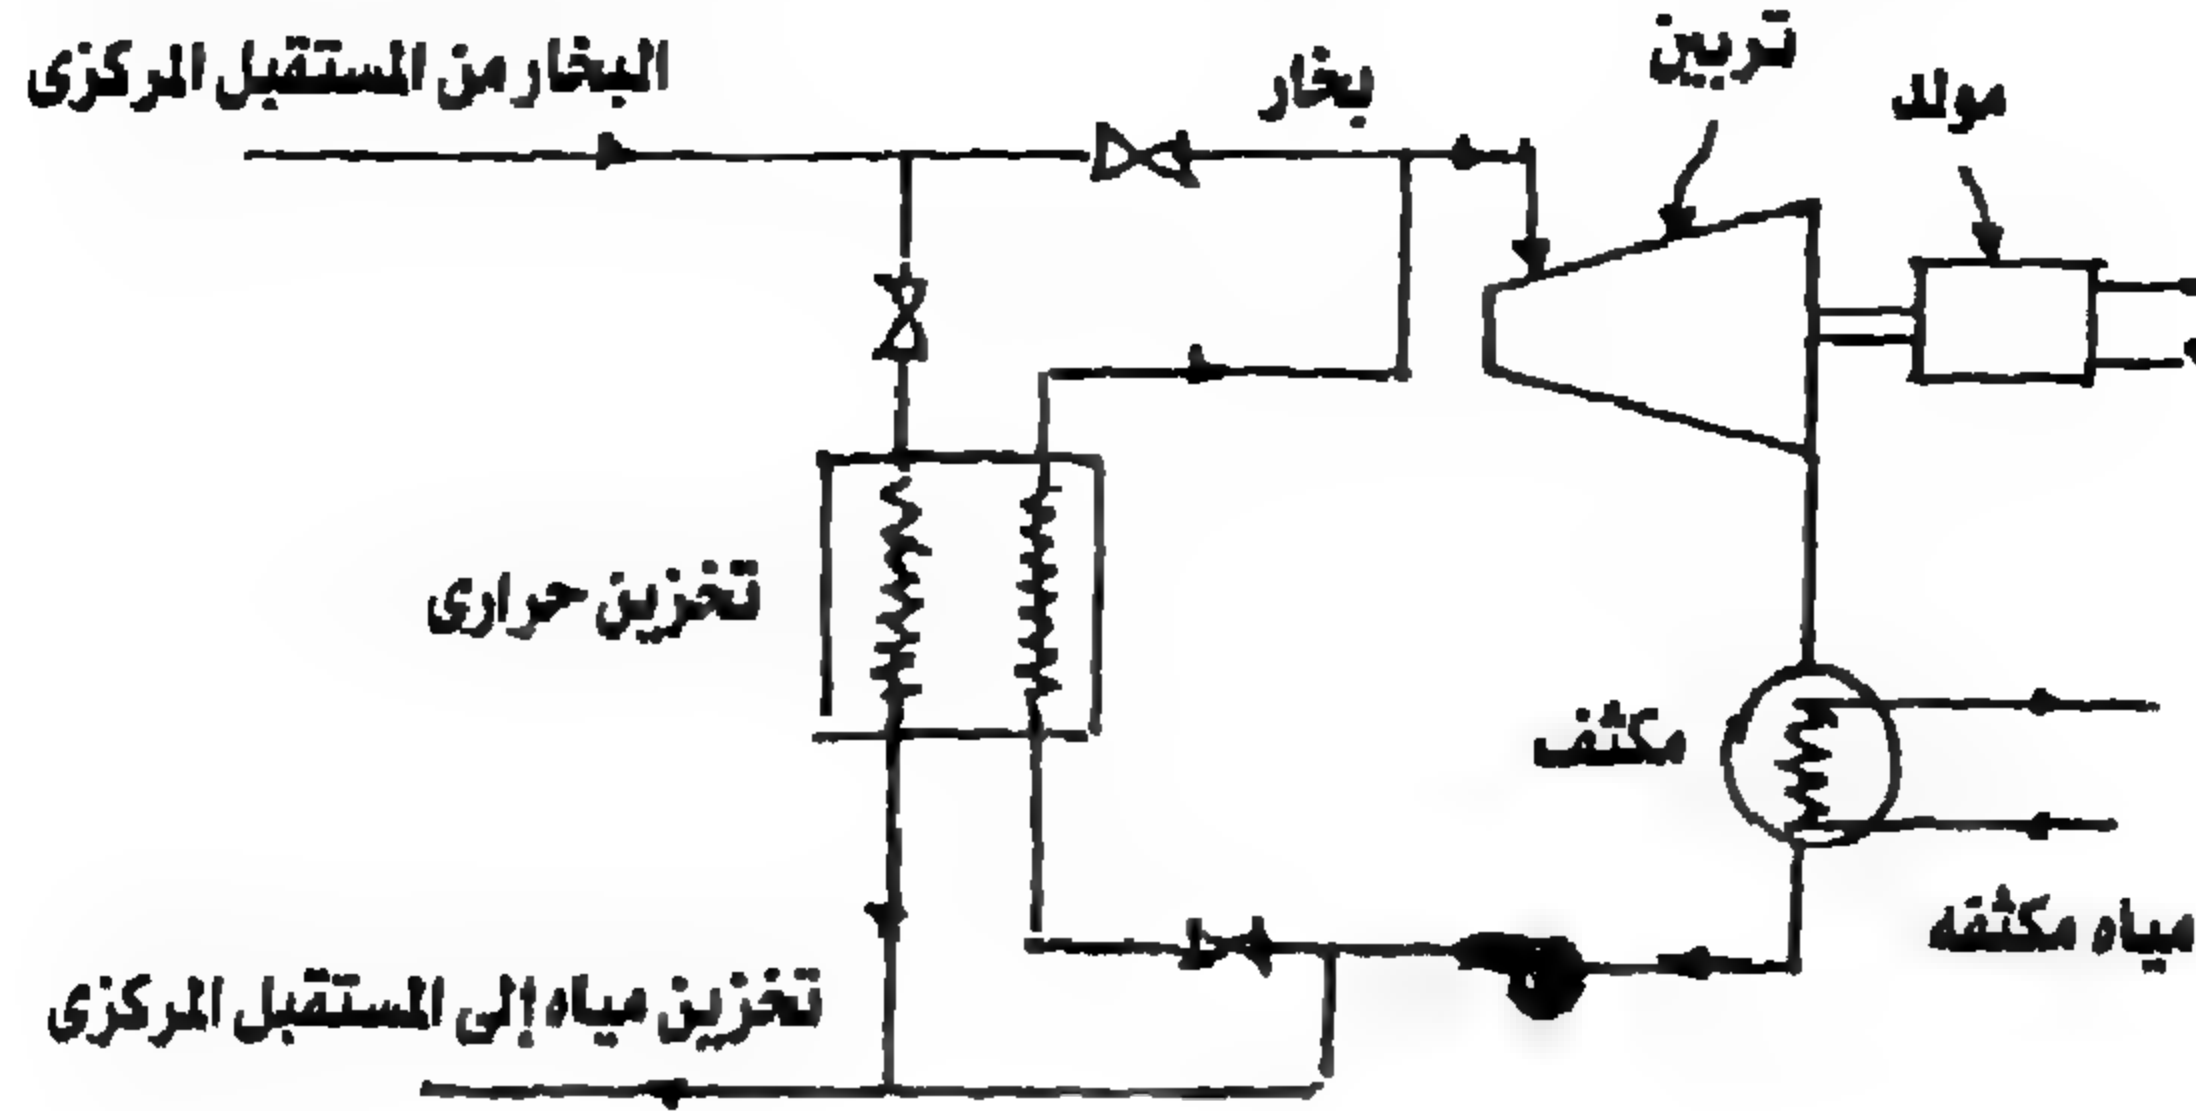 البخار من المستقبل المركزى
بخار
تربين
مولد
تخزين حرارى
مكثف
مياه مكثفه
تخزين مياه إلى المستقبل المركزى